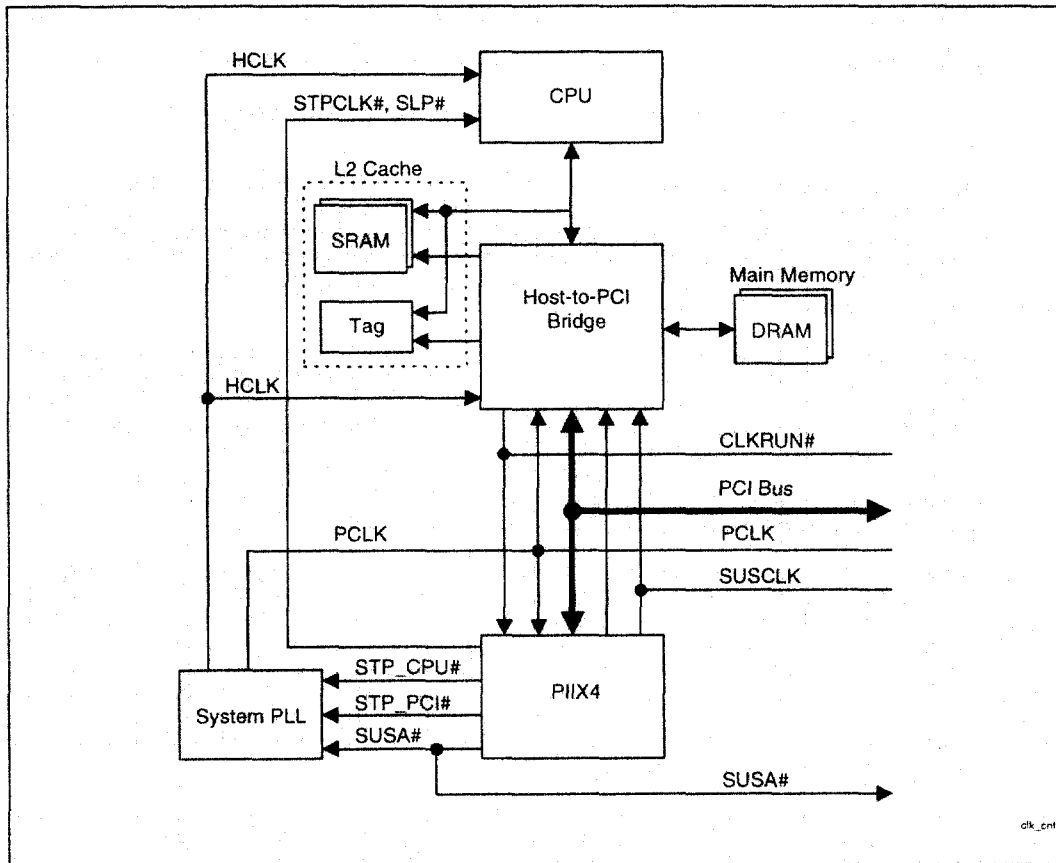 HCLK
CPU
STPCLK#, SLP#
L2 Cache
SRAM
Host-to-PCI
Bridge
Main Memory
DRAM
Tag
HCLK
CLKRUN#
PCI Bus
PCLK
PCLK
SUSCLK
STP_CPU#
PIIX4
System PLL
STP_PCI#
SUSA#
SUSA#